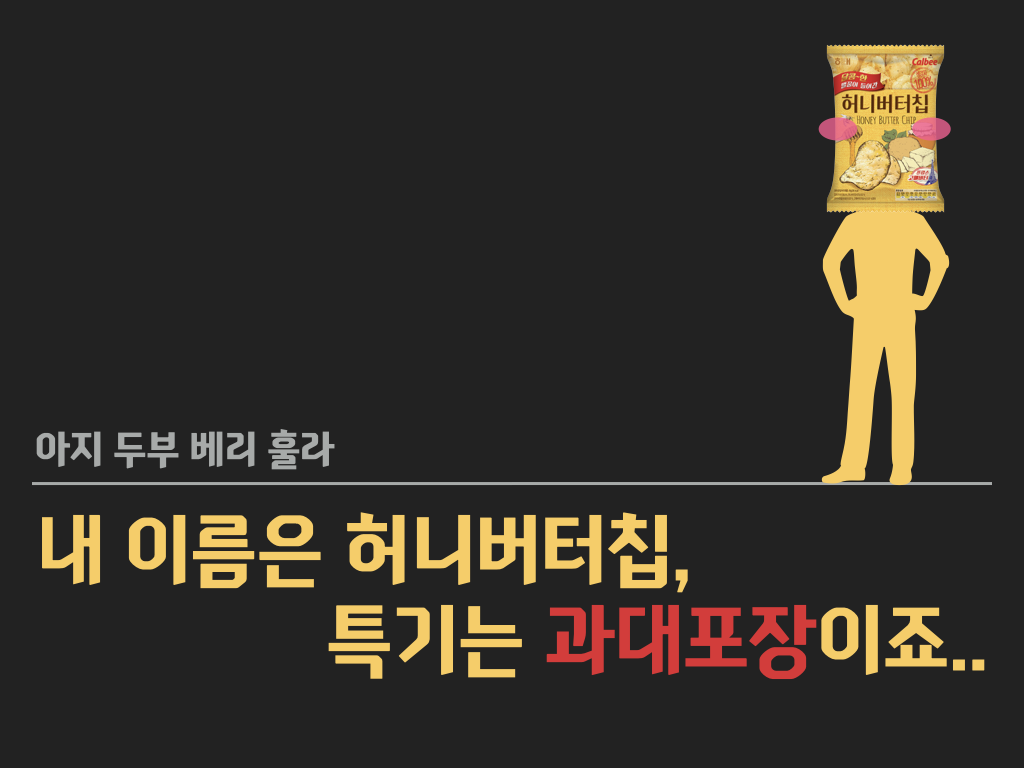 Calbee
허니버터칩
HONEY BUTTER CHIP
아지 두부 베리 훌라
내 이름은 허니버터칩,
특기는 과대포장이죠..